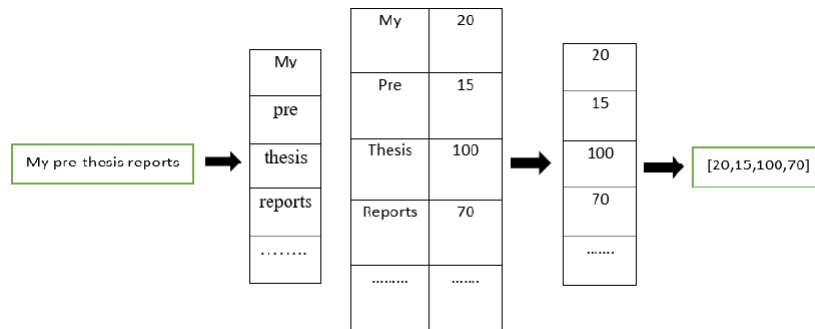 My pre thesis reports
My
pre
thesis
reports
........
My 20
Pre 15
Thesis 100
Reports 70
......... .......
20
15
100
70
.......
[20,15,100,70]